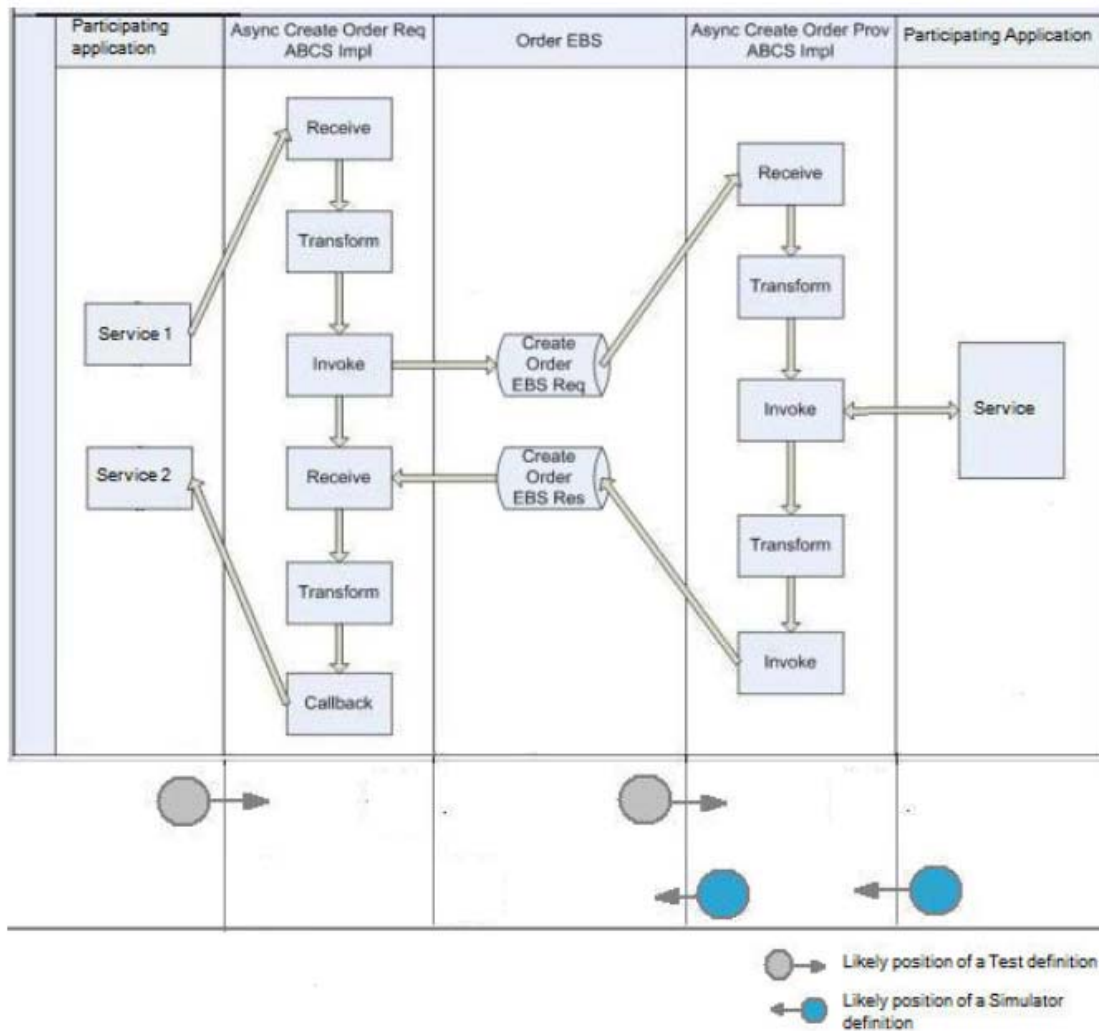 Participating
application
Async Create Order Req
ABCS Impl
Order EBS
Async Create Order Prov
ABCS Impl
Participating Application
Receive
Transform
Service 1
Invoke
Create
Order
EBS Req
Receive
Transform
Invoke
Service
Service 2
Receive
Create
Order
EBS Res
Transform
Transform
Callback
Invoke
Likely position of a Test definition
Likely position of a Simulator
definition